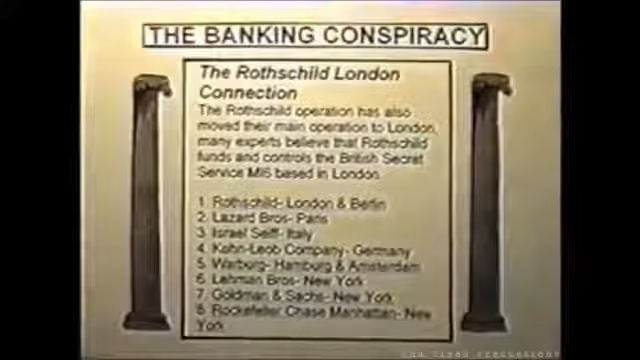 THE BANKING CONSPIRACY
The Rothschild London
Connection
The Rothschild operation has also
moved their main operation to London,
many experts believe that Rothschild
funds and controls the British Secret
Service MI6 based in London.
1 Rothschild- London & Berlin
2 Lazard Bros- Paris
3 Israel Seiff- Italy
4 Kohn-Leob Company- Germany
5 Warburg- Hamburg & Amsterdam
6 Lehman Bros- New York
7 Goldman & Sachs- New York
8 Rockefeller Chase Manhattan- New
York